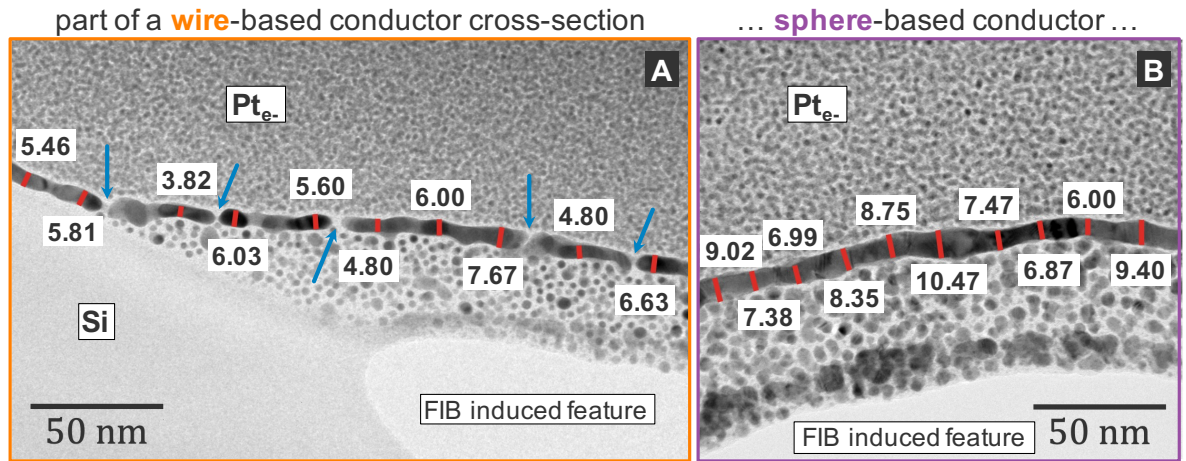 part of a wire-based conductor cross-section
... sphere-based conductor ...
A
Pt e-
5.46
3.82
5.60
6.00
4.80
5.81
6.03
4.80
7.67
6.63
Si
50 nm
FIB induced feature
B
Pt e-
9.02
6.99
8.75
7.47
6.00
7.38
8.35
10.47
6.87
9.40
50 nm
FIB induced feature